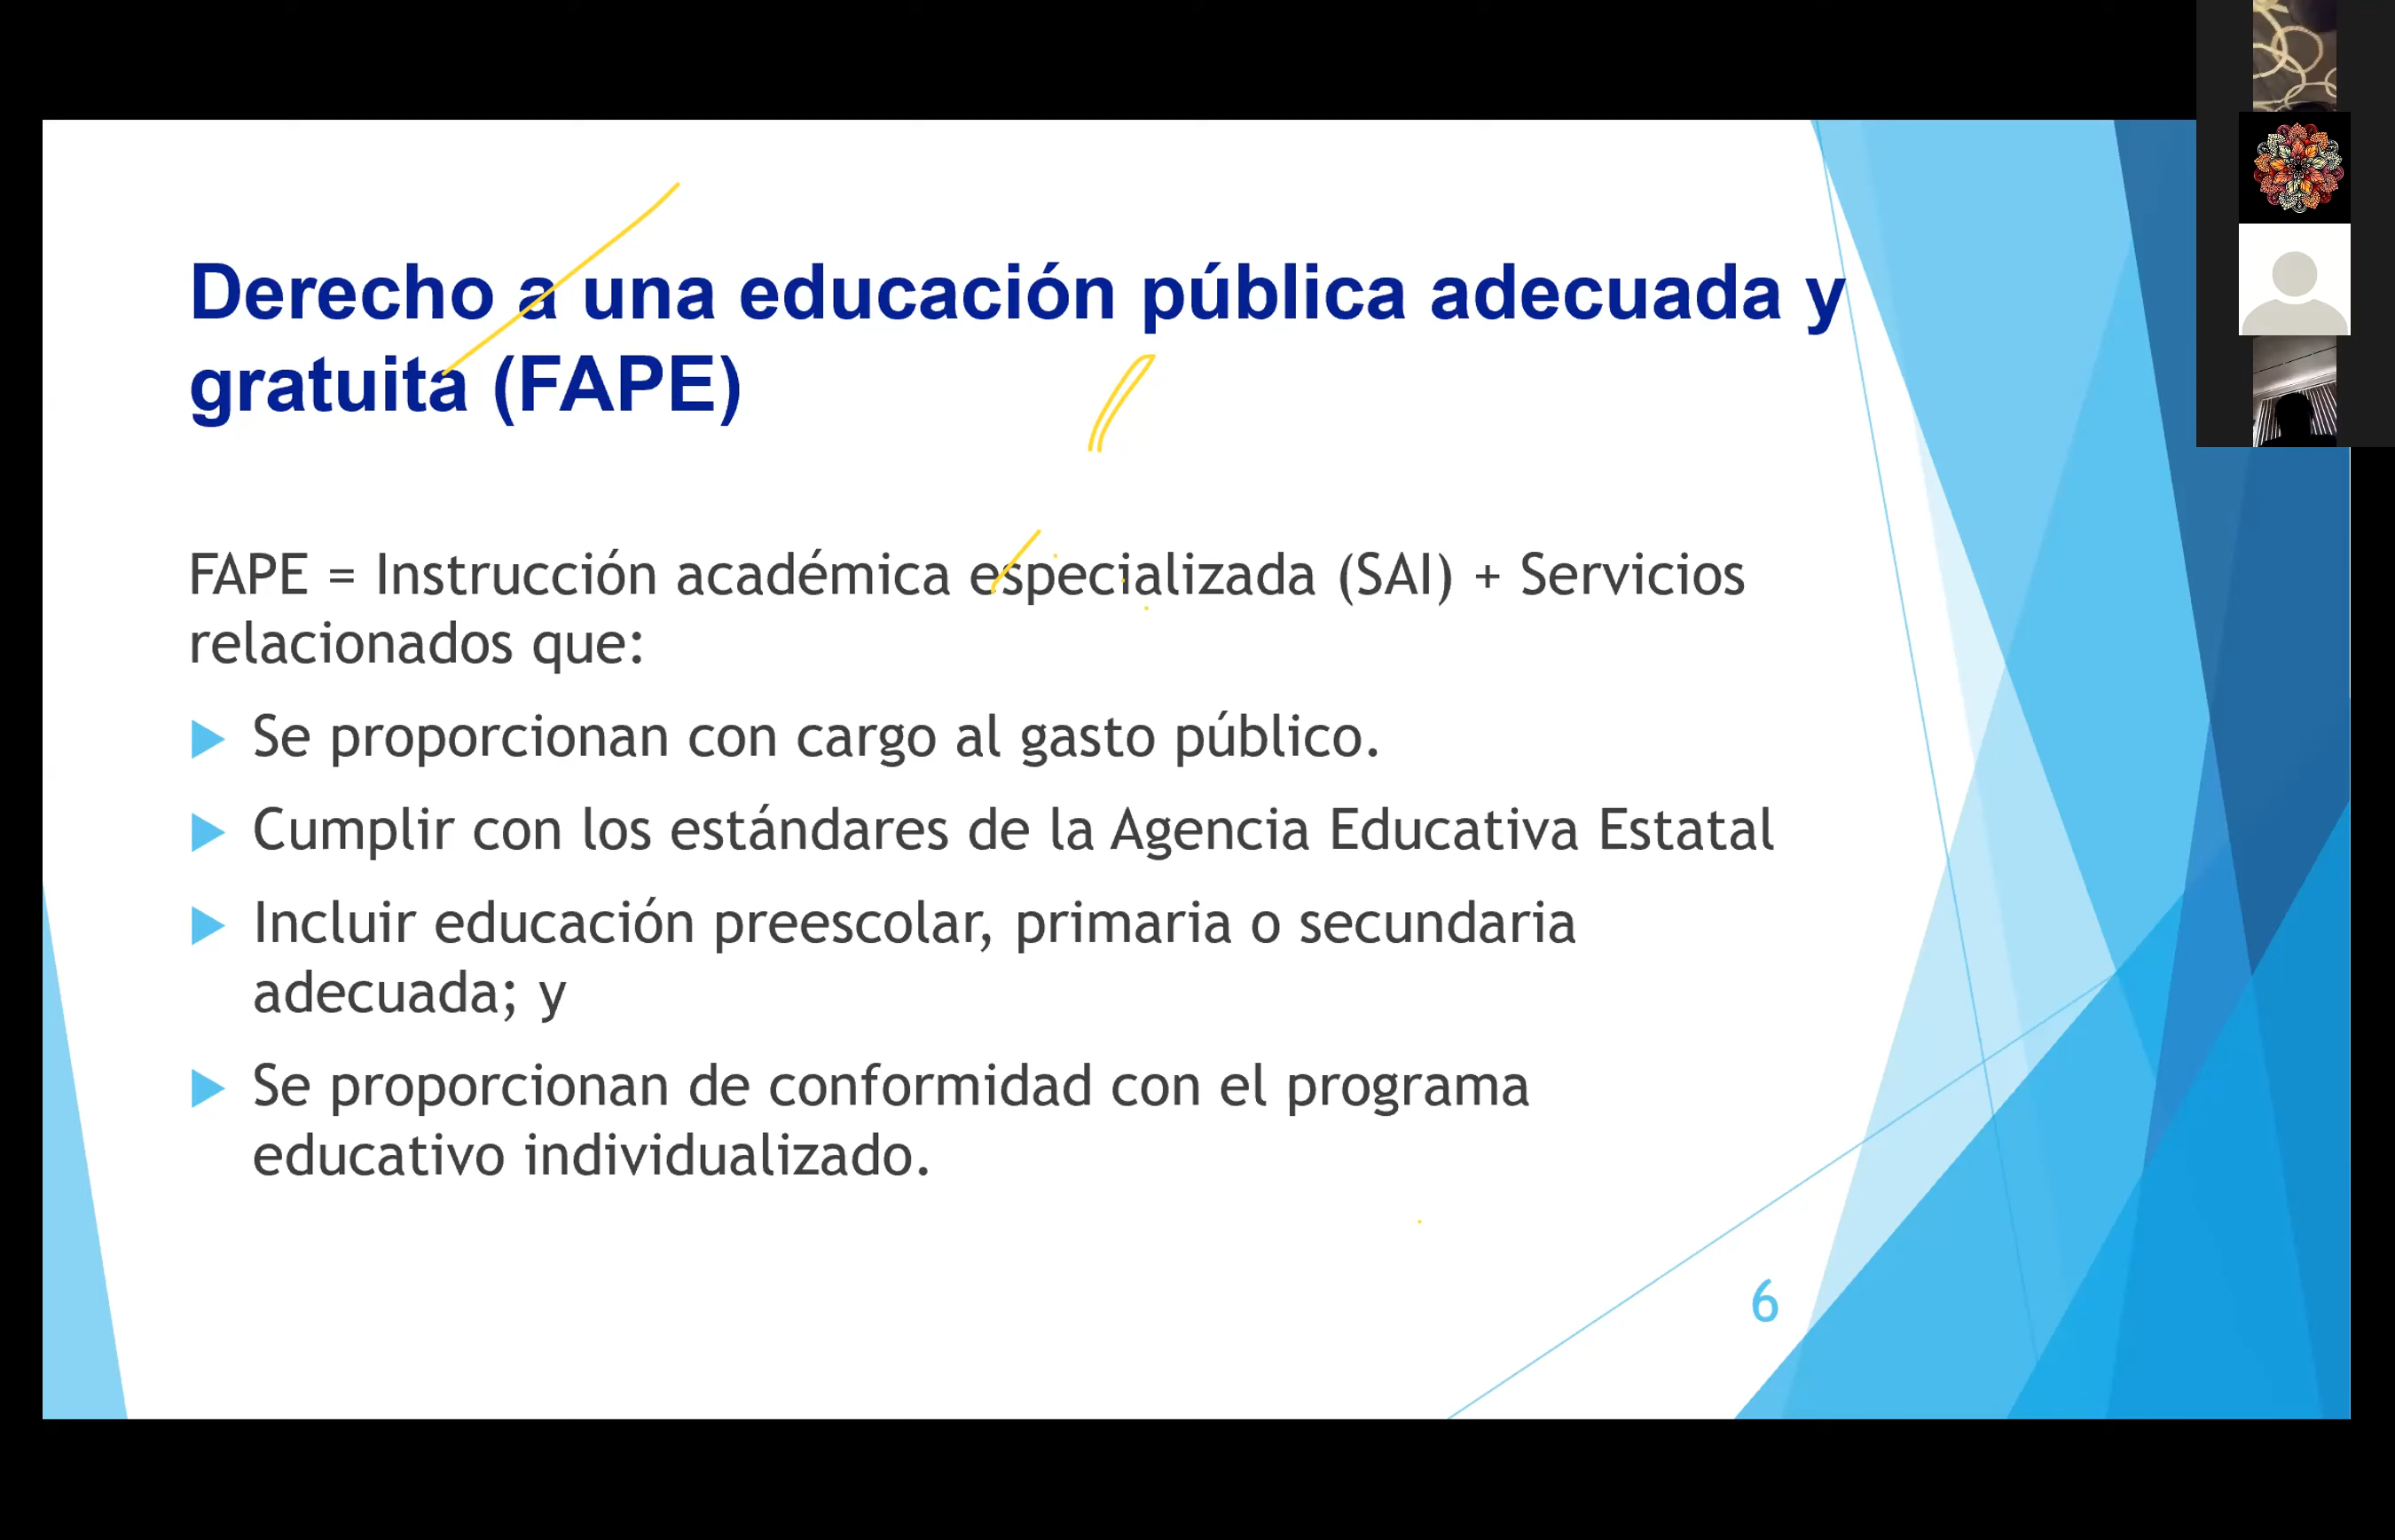 Derecho a una educación pública adecuada y
gratuita (FAPE)
FAPE = Instrucción académica especializada (SAI) + Servicios
relacionados que:
Se proporcionan con cargo al gasto público.
Cumplir con los estándares de la Agencia Educativa Estatal
Incluir educación preescolar, primaria o secundaria
adecuada; y
Se proporcionan de conformidad con el programa
educativo individualizado.
6